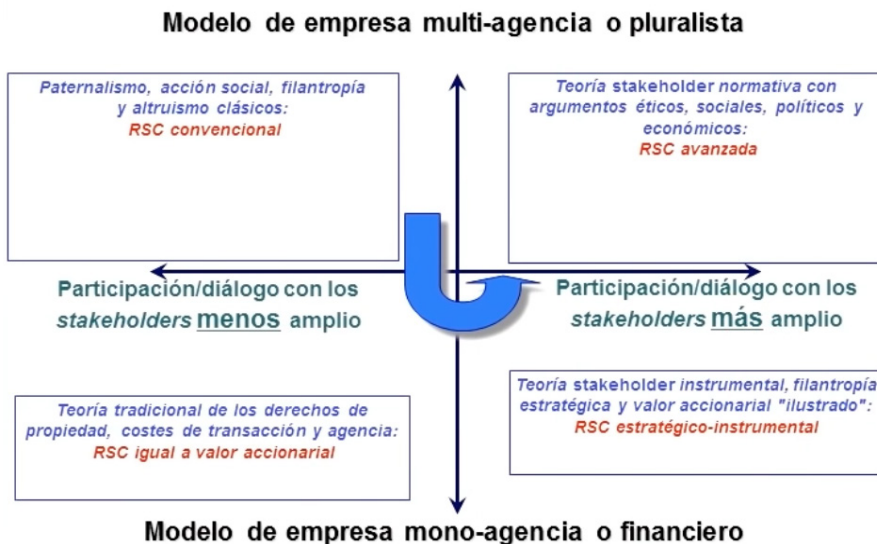 Modelo de empresa multi-agencia o pluralista
Paternalismo, acción social, filantropía
y altruismo clásicos:
RSC convencional
Teoría stakeholder normativa con
argumentos éticos, sociales, políticos y
económicos:
RSC avanzada
Participación/diálogo con los
stakeholders menos amplio
Participación/diálogo con los
stakeholders más amplio
Teoría tradicional de los derechos de
propiedad, costes de transacción y agencia:
RSC igual a valor accionarial
Teoría stakeholder instrumental, filantropía
estratégica y valor accionarial "ilustrado":
RSC estratégico-instrumental
Modelo de empresa mono-agencia o financiero